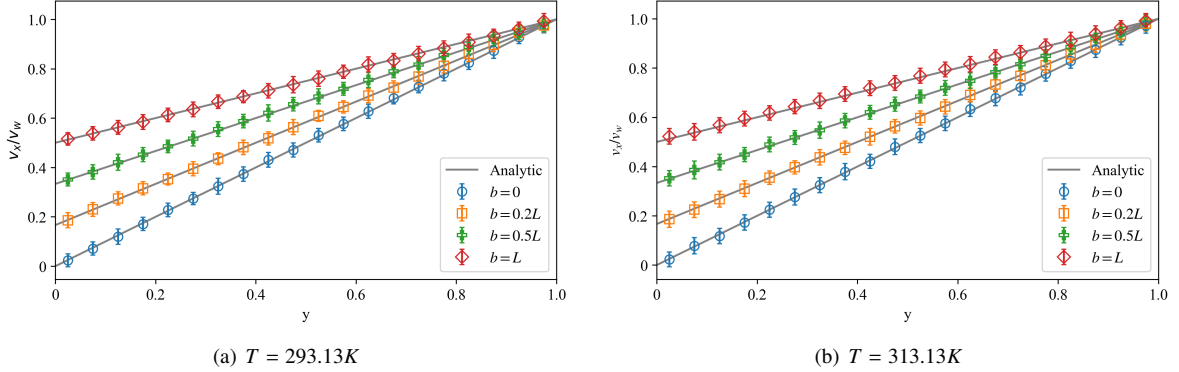 1.0
0.8
0.6
0.4
0.2
0
v_x/v_w
0 0.2 0.4 0.6 0.8 1.0
y
Analytic
b = 0
b = 0.2L
b = 0.5L
b = L
(a) T = 293.13K
1.0
0.8
0.6
0.4
0.2
0
v_x/v_w
0 0.2 0.4 0.6 0.8 1.0
y
Analytic
b = 0
b = 0.2L
b = 0.5L
b = L
(b) T = 313.13K